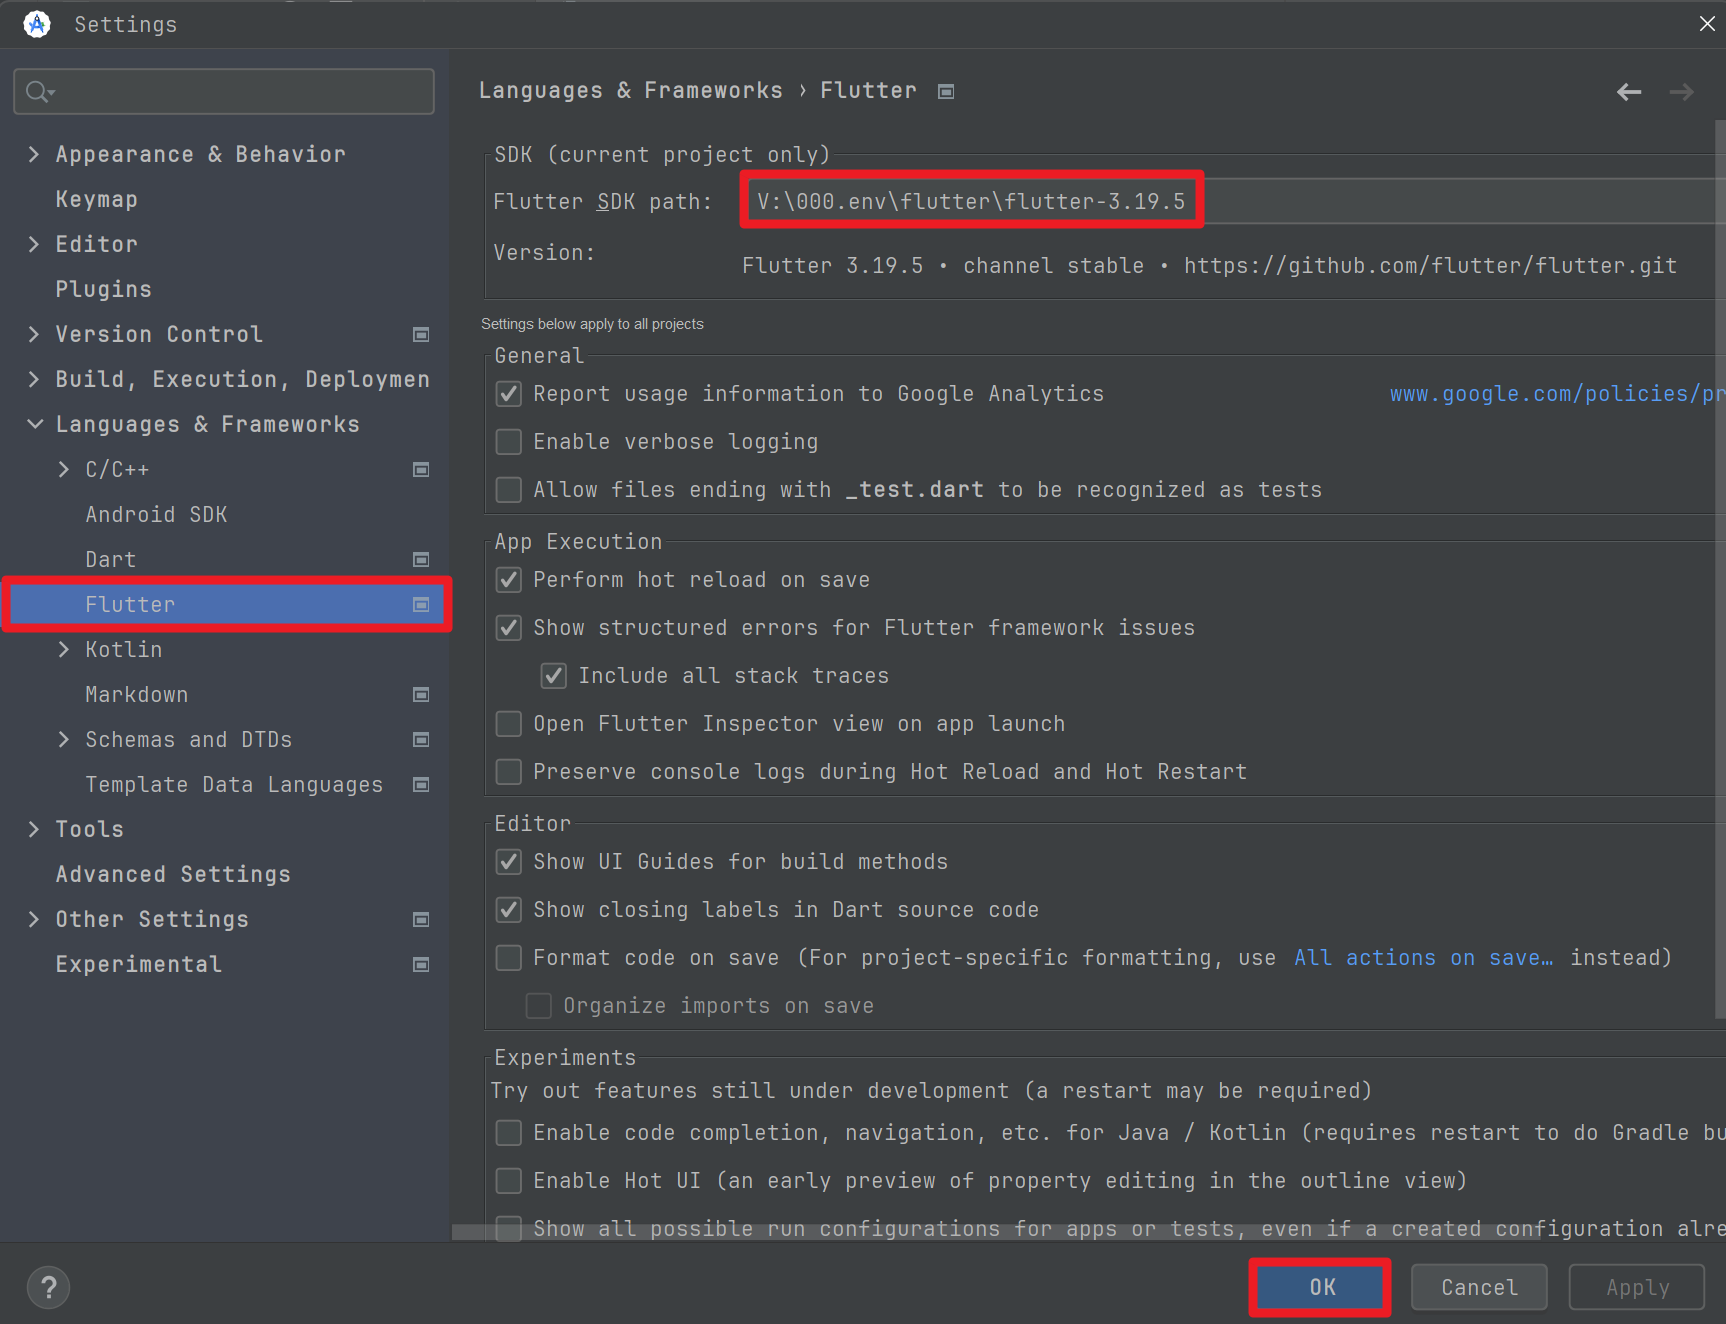 Settings
Appearance & Behavior
Keymap
Editor
Plugins
Version Control
Build, Execution, Deploymen
Languages & Frameworks
C/C++
Android SDK
Dart
Flutter
Kotlin
Markdown
Schemas and DTDs
Template Data Languages
Tools
Advanced Settings
Other Settings
Experimental
Languages & Frameworks › Flutter
SDK (current project only)
Flutter SDK path: V:\000.env\flutter\flutter-3.19.5
Version:
Flutter 3.19.5 • channel stable • https://github.com/flutter/flutter.git
Settings below apply to all projects
General
Report usage information to Google Analytics www.google.com/policies/pr
Enable verbose logging
Allow files ending with _test.dart to be recognized as tests
App Execution
Perform hot reload on save
Show structured errors for Flutter framework issues
Include all stack traces
Open Flutter Inspector view on app launch
Preserve console logs during Hot Reload and Hot Restart
Editor
Show UI Guides for build methods
Show closing labels in Dart source code
Format code on save (For project-specific formatting, use All actions on save… instead)
Organize imports on save
Experiments
Try out features still under development (a restart may be required)
Enable code completion, navigation, etc. for Java / Kotlin (requires restart to do Gradle bu
Enable Hot UI (an early preview of property editing in the outline view)
Show all possible run configurations for apps or tests, even if a created configuration alre
?
OK
Cancel
Apply